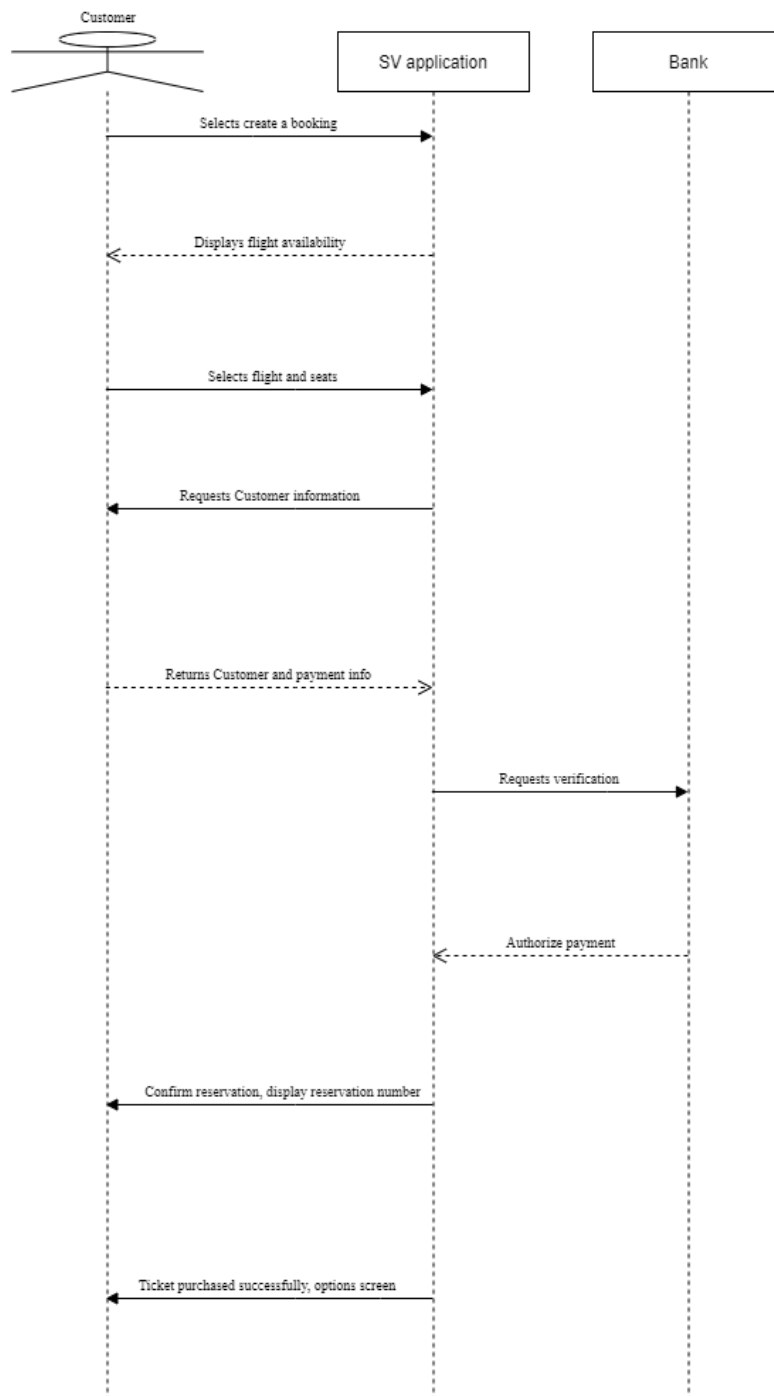 Customer
SV application
Bank
Selects create a booking
Displays flight availability
Selects flight and seats
Requests Customer information
Returns Customer and payment info
Requests verification
Authorize payment
Confirm reservation, display reservation number
Ticket purchased successfully, options screen